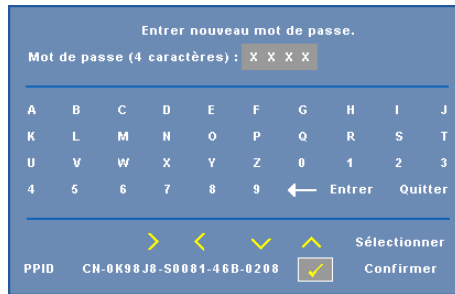 Entrer nouveau mot de passe.
Mot de passe (4 caractères) : X X X X
A B C D E F G H I J
K L M N O P Q R S T
U V W X Y Z 0 1 2 3
4 5 6 7 8 9 Entrer Quitter
Sélectionner
PPID CN-0K98J8-S0081-46B-0208 Confirmer